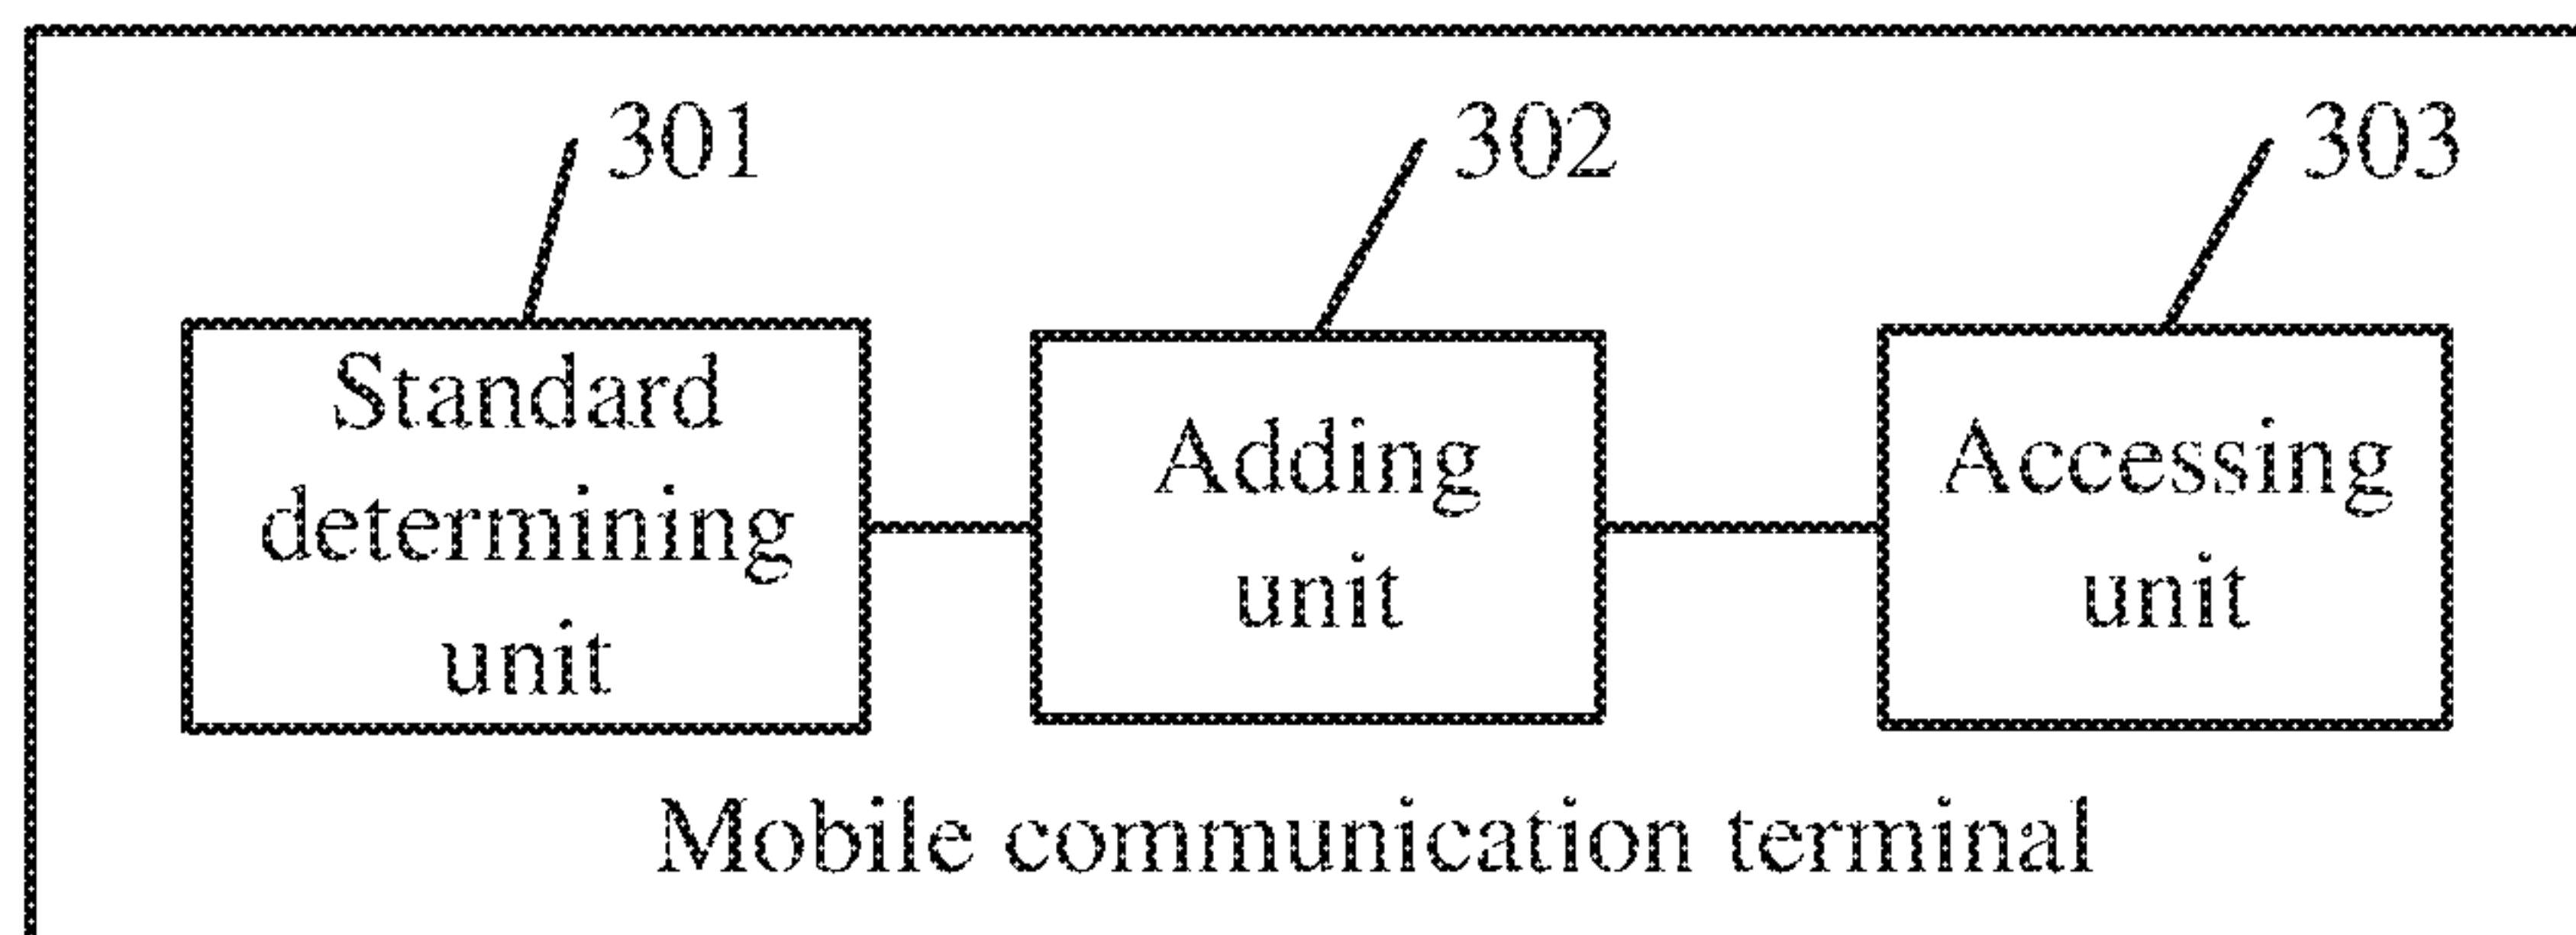 301
302
303
Standard
determining
unit
Adding
unit
Accessing
unit
Mobile communication terminal